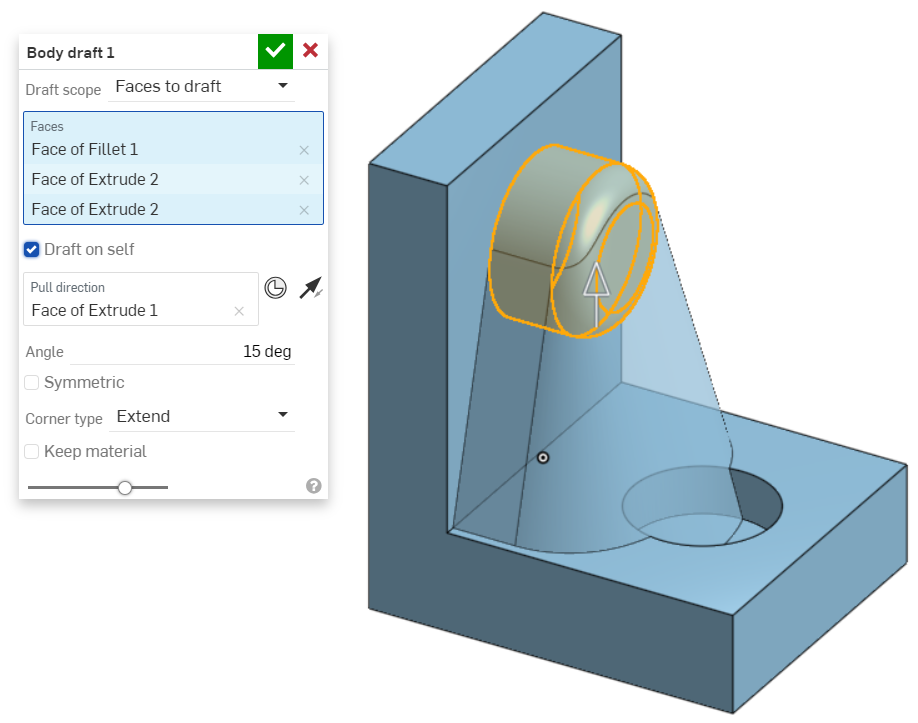 Body draft 1
Draft scope Faces to draft
Faces
Face of Fillet 1
Face of Extrude 2
Face of Extrude 2
Draft on self
Pull direction
Face of Extrude 1
Angle 15 deg
Symmetric
Corner type Extend
Keep material
?